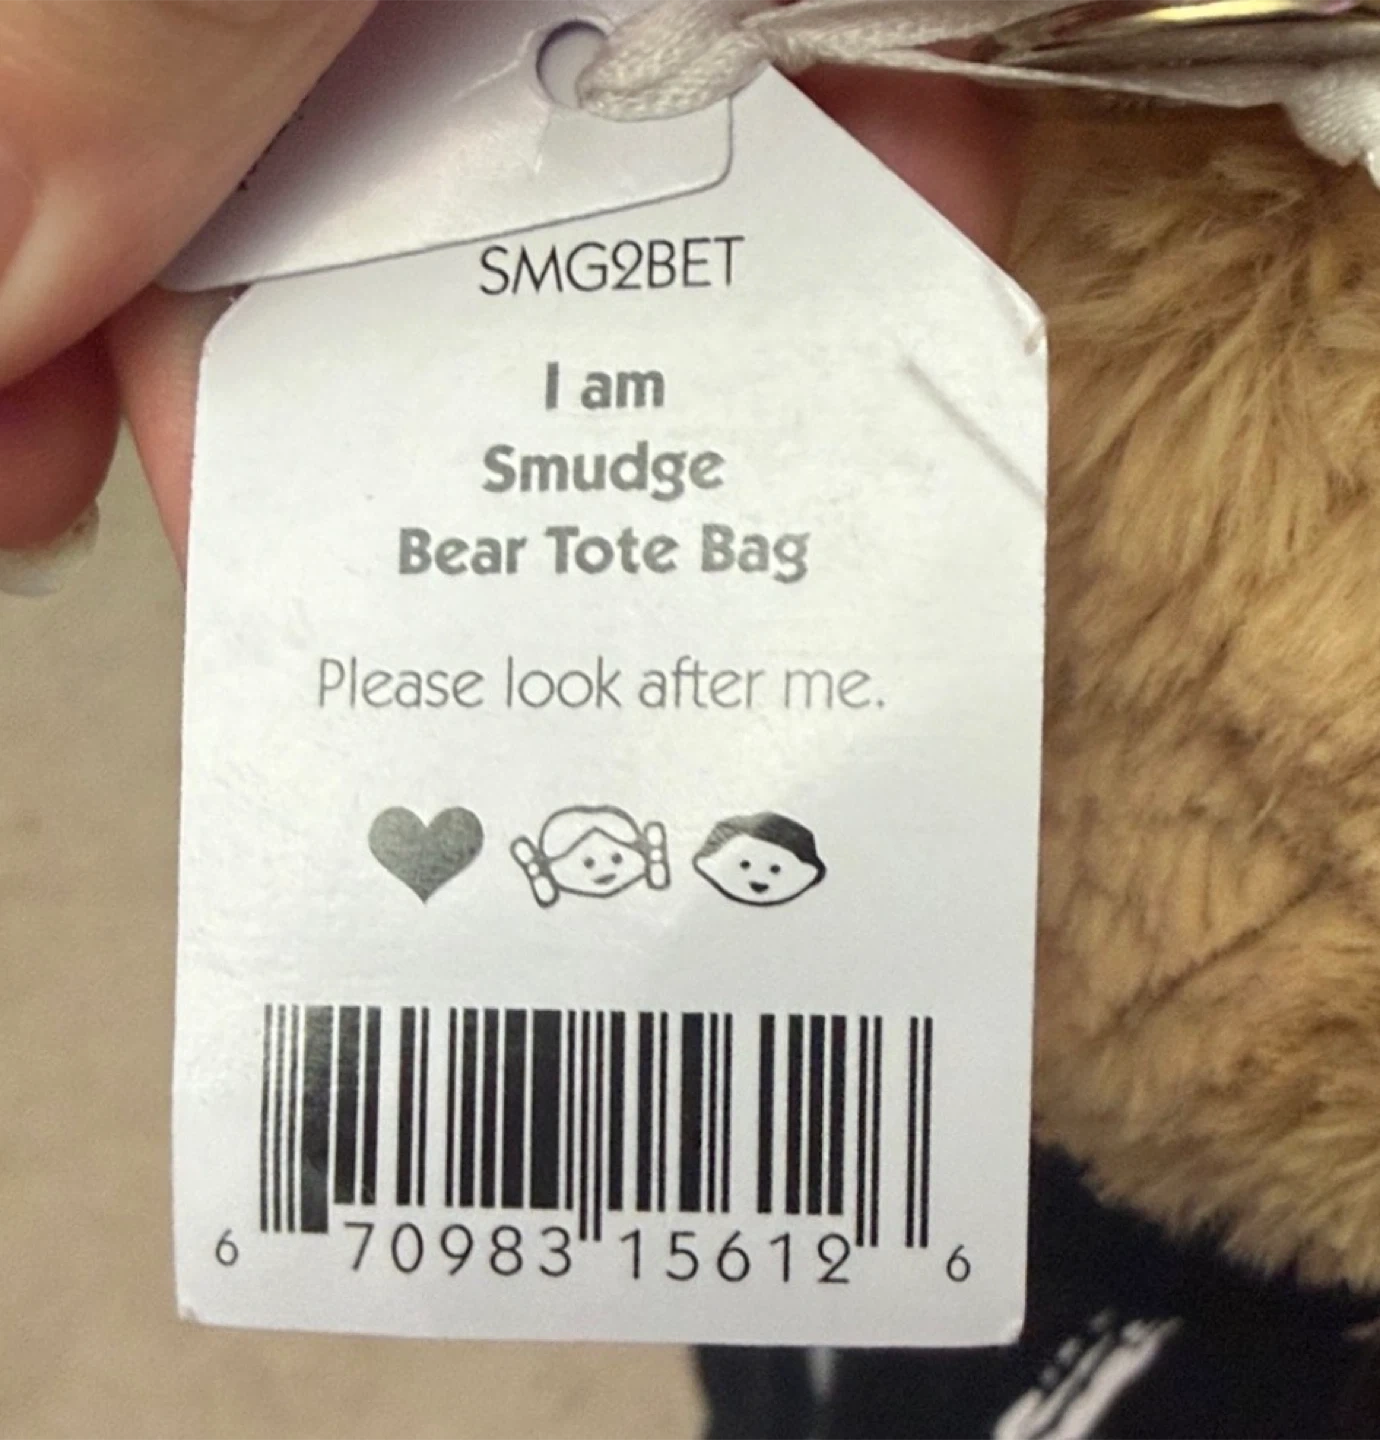 SMG2BET
I am
Smudge
Bear Tote Bag
Please look after me.
6 70983 15612 6